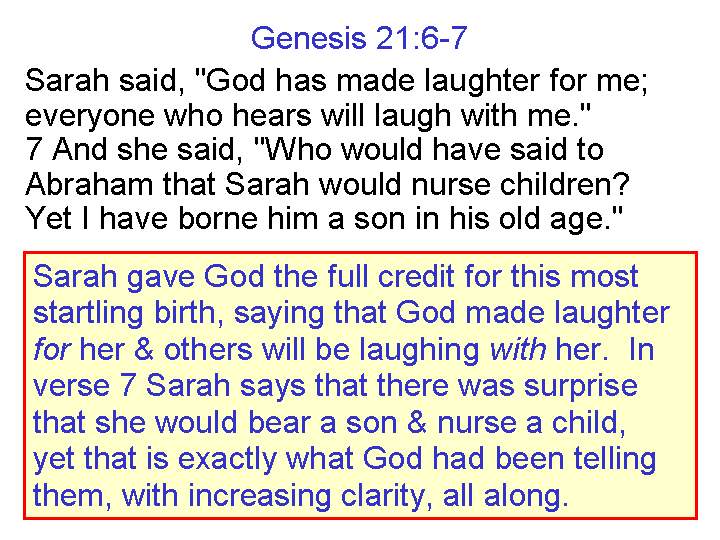 Genesis 21:6-7
Sarah said, "God has made laughter for me;
everyone who hears will laugh with me."
7 And she said, "Who would have said to
Abraham that Sarah would nurse children?
Yet I have borne him a son in his old age."
Sarah gave God the full credit for this most
startling birth, saying that God made laughter
for her & others will be laughing with her.  In
verse 7 Sarah says that there was surprise
that she would bear a son & nurse a child,
yet that is exactly what God had been telling
them, with increasing clarity, all along.